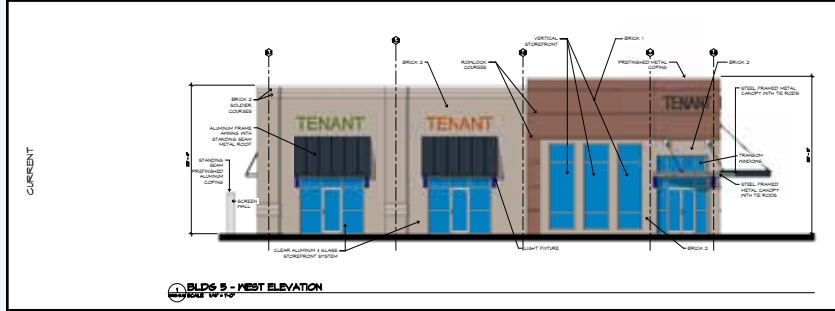 CURRENT
VERTICAL
STOREFRONT
BRICK 1
BRICK 2
ROWLOCK
COURSES
PREFINISHED METAL
COPING
BRICK 2
BRICK 2
SOLDIER
COURSES
STEEL FRAMED METAL
CANOPY WITH TIE RODS
TENANT
TENANT
TENANT
ALUMINUM FRAME
AWNING WITH
STANDING SEAM
METAL ROOF
STANDING
SEAM
PREFINISHED
ALUMINUM
COPING
TRANSOM
WINDOWS
STEEL FRAMED
METAL CANOPY
WITH TIE RODS
SCREEN
WALL
CLEAR ALUMINUM & GLASS
STOREFRONT SYSTEM
LIGHT FIXTURE
BRICK 2
1
BLDG 5 - WEST ELEVATION
SCALE